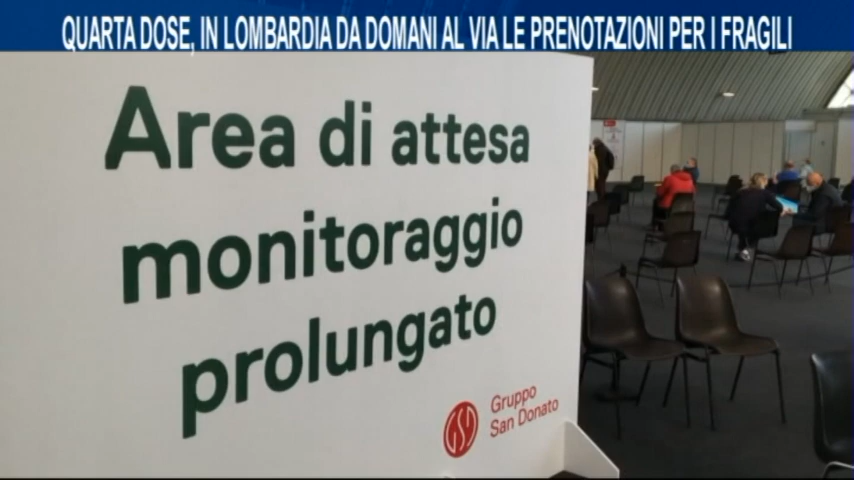 QUARTA DOSE, IN LOMBARDIA DA DOMANI AL VIA LE PRENOTAZIONI PER I FRAGILI
Area di attesa
monitoraggio
prolungato
GSD
Gruppo
San Donato